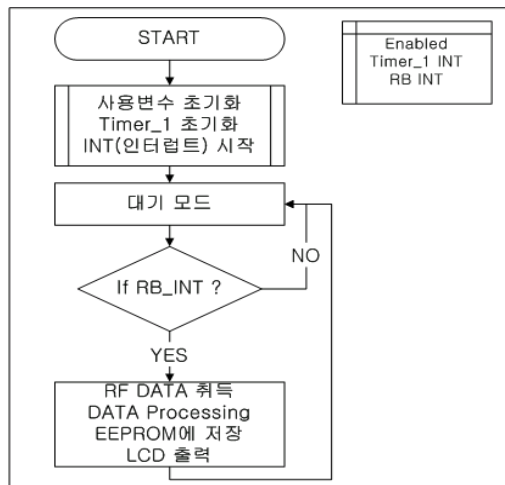 START
Enabled
Timer_1 INT
RB INT
사용변수 초기화
Timer_1 초기화
INT(인터럽트) 시작
대기 모드
NO
If RB_INT ?
YES
RF DATA 취득
DATA Processing
EEPROM에 저장
LCD 출력